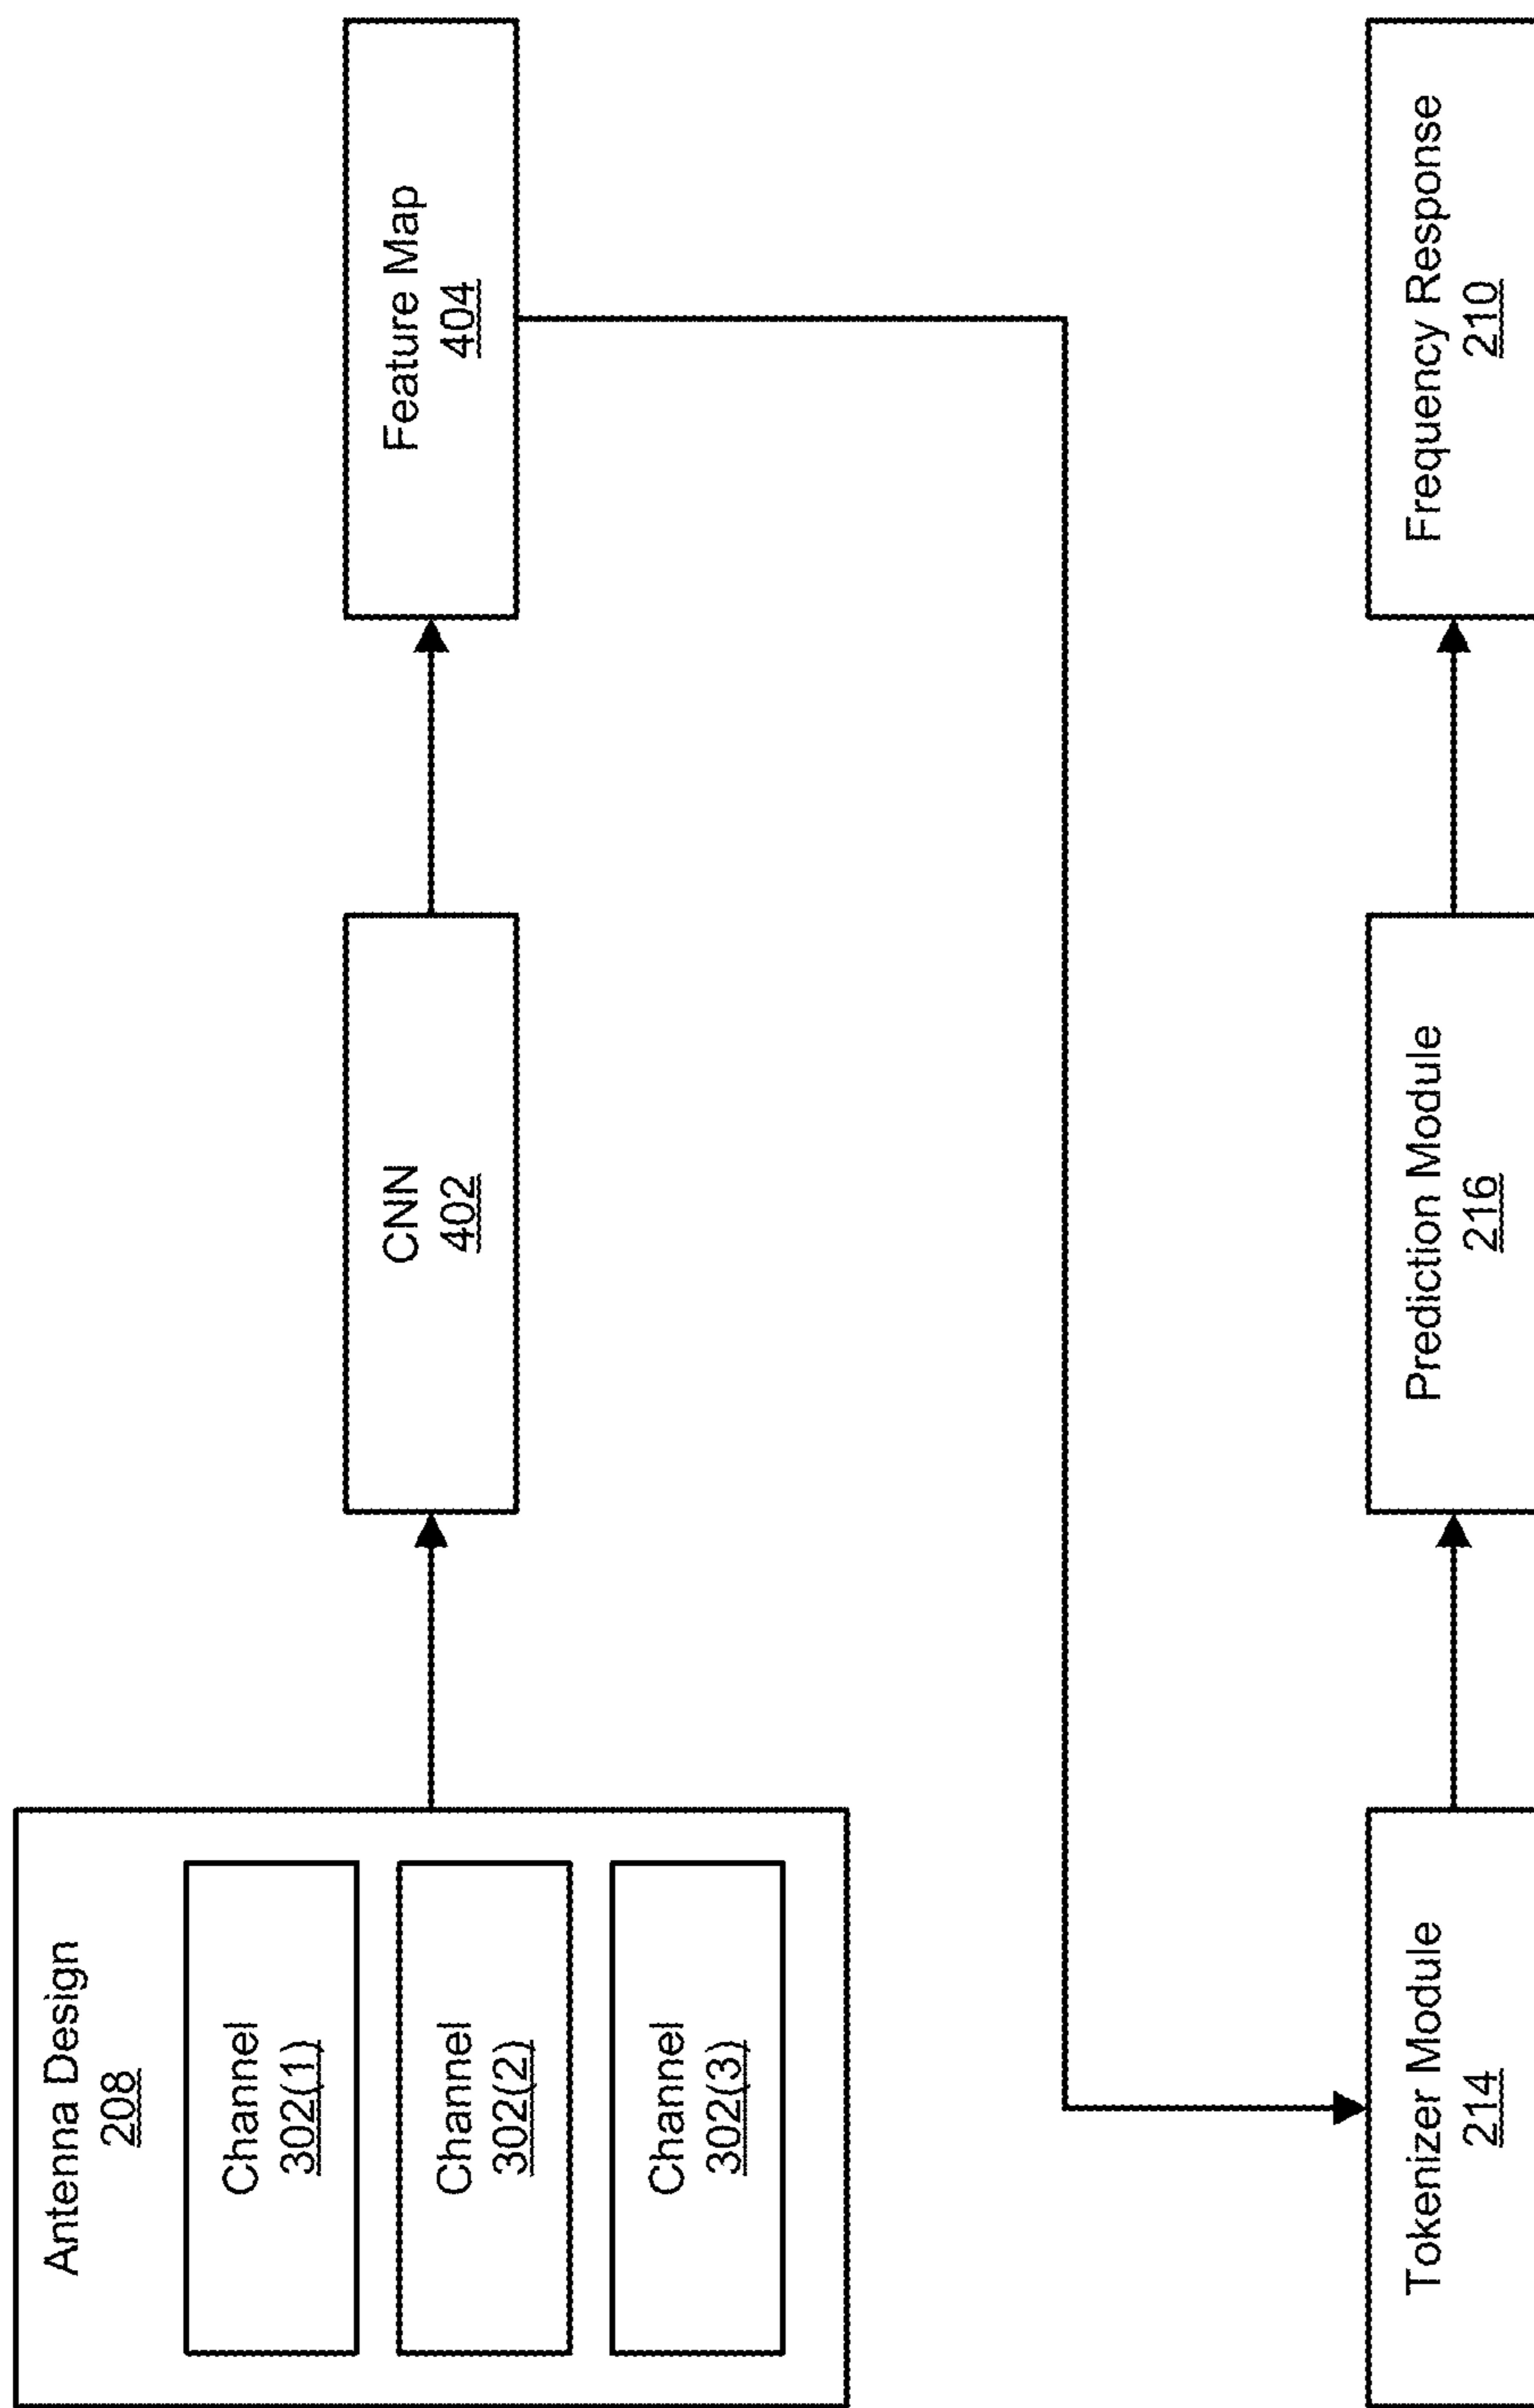 Antenna Design
208
Channel
302(1)
Channel
302(2)
Channel
302(3)
CNN
402
Feature Map
404
Tokenizer Module
214
Prediction Module
216
Frequency Response
210